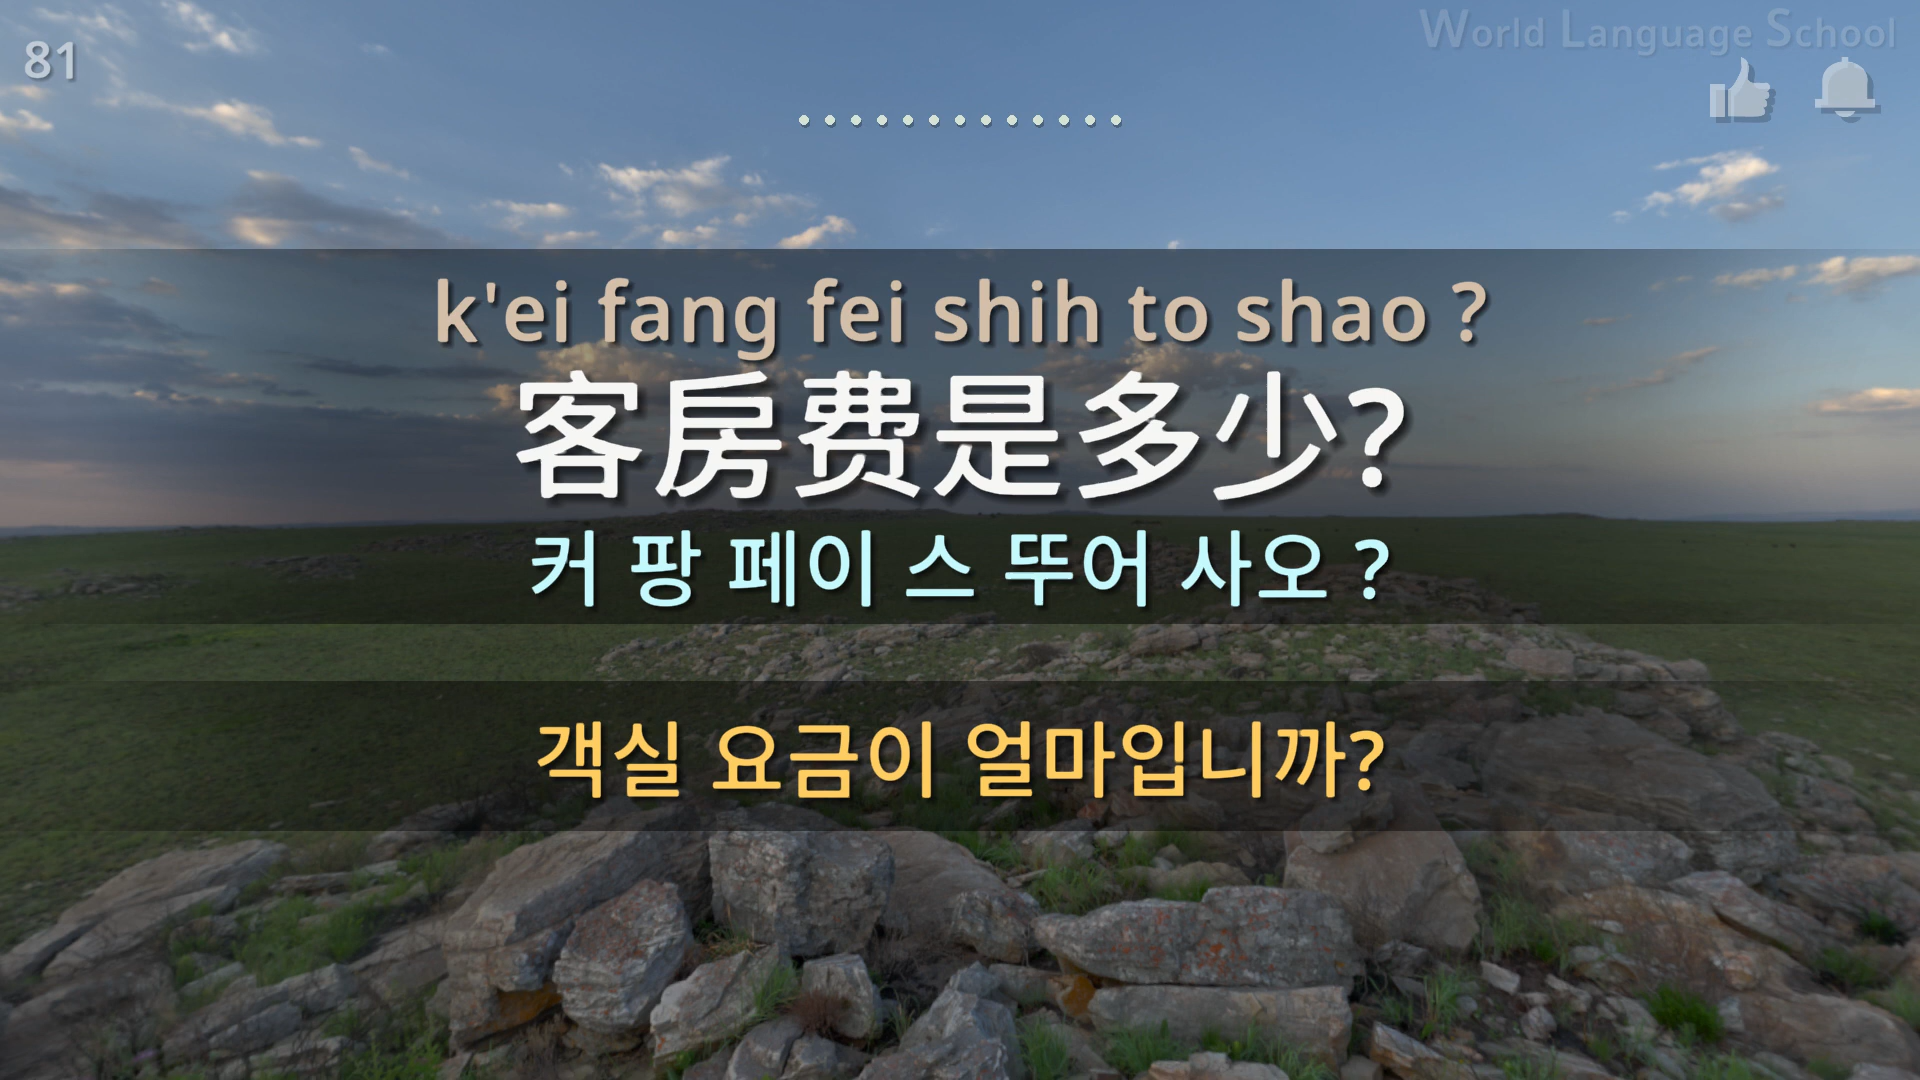 World Language School
81
k'ei fang fei shih to shao ?
客房费是多少?
커 팡 페이 스 뚜어 사오 ?
객실 요금이 얼마입니까?